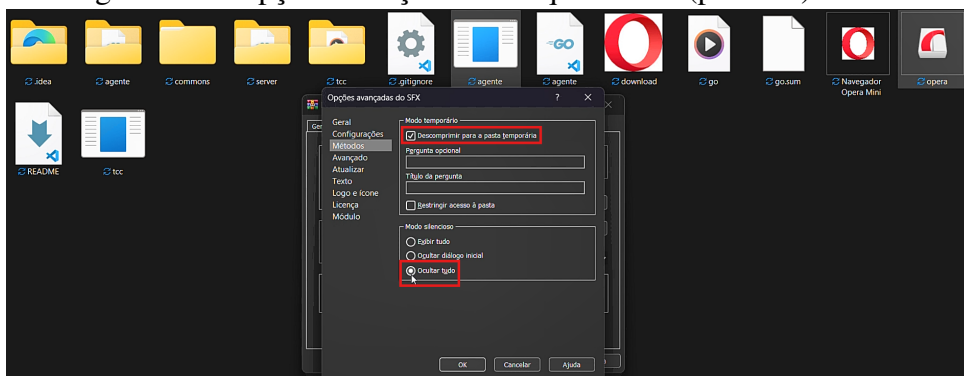 .idea
agente
commons
server
tcc
.gitignore
agente
agente
download
go
go.sum
Navegador
Opera Mini
opera
README
tcc
Opções avançadas do SFX
? X
Geral
Configurações
Métodos
Avançado
Atualizar
Texto
Logo e ícone
Licença
Módulo
Modo temporário
Descomprimir para a pasta temporária
Pergunta opcional
Título da pergunta
Restringir acesso à pasta
Modo silencioso
Exibir tudo
Ocultar diálogo inicial
Ocultar tudo
OK
Cancelar
Ajuda
GO